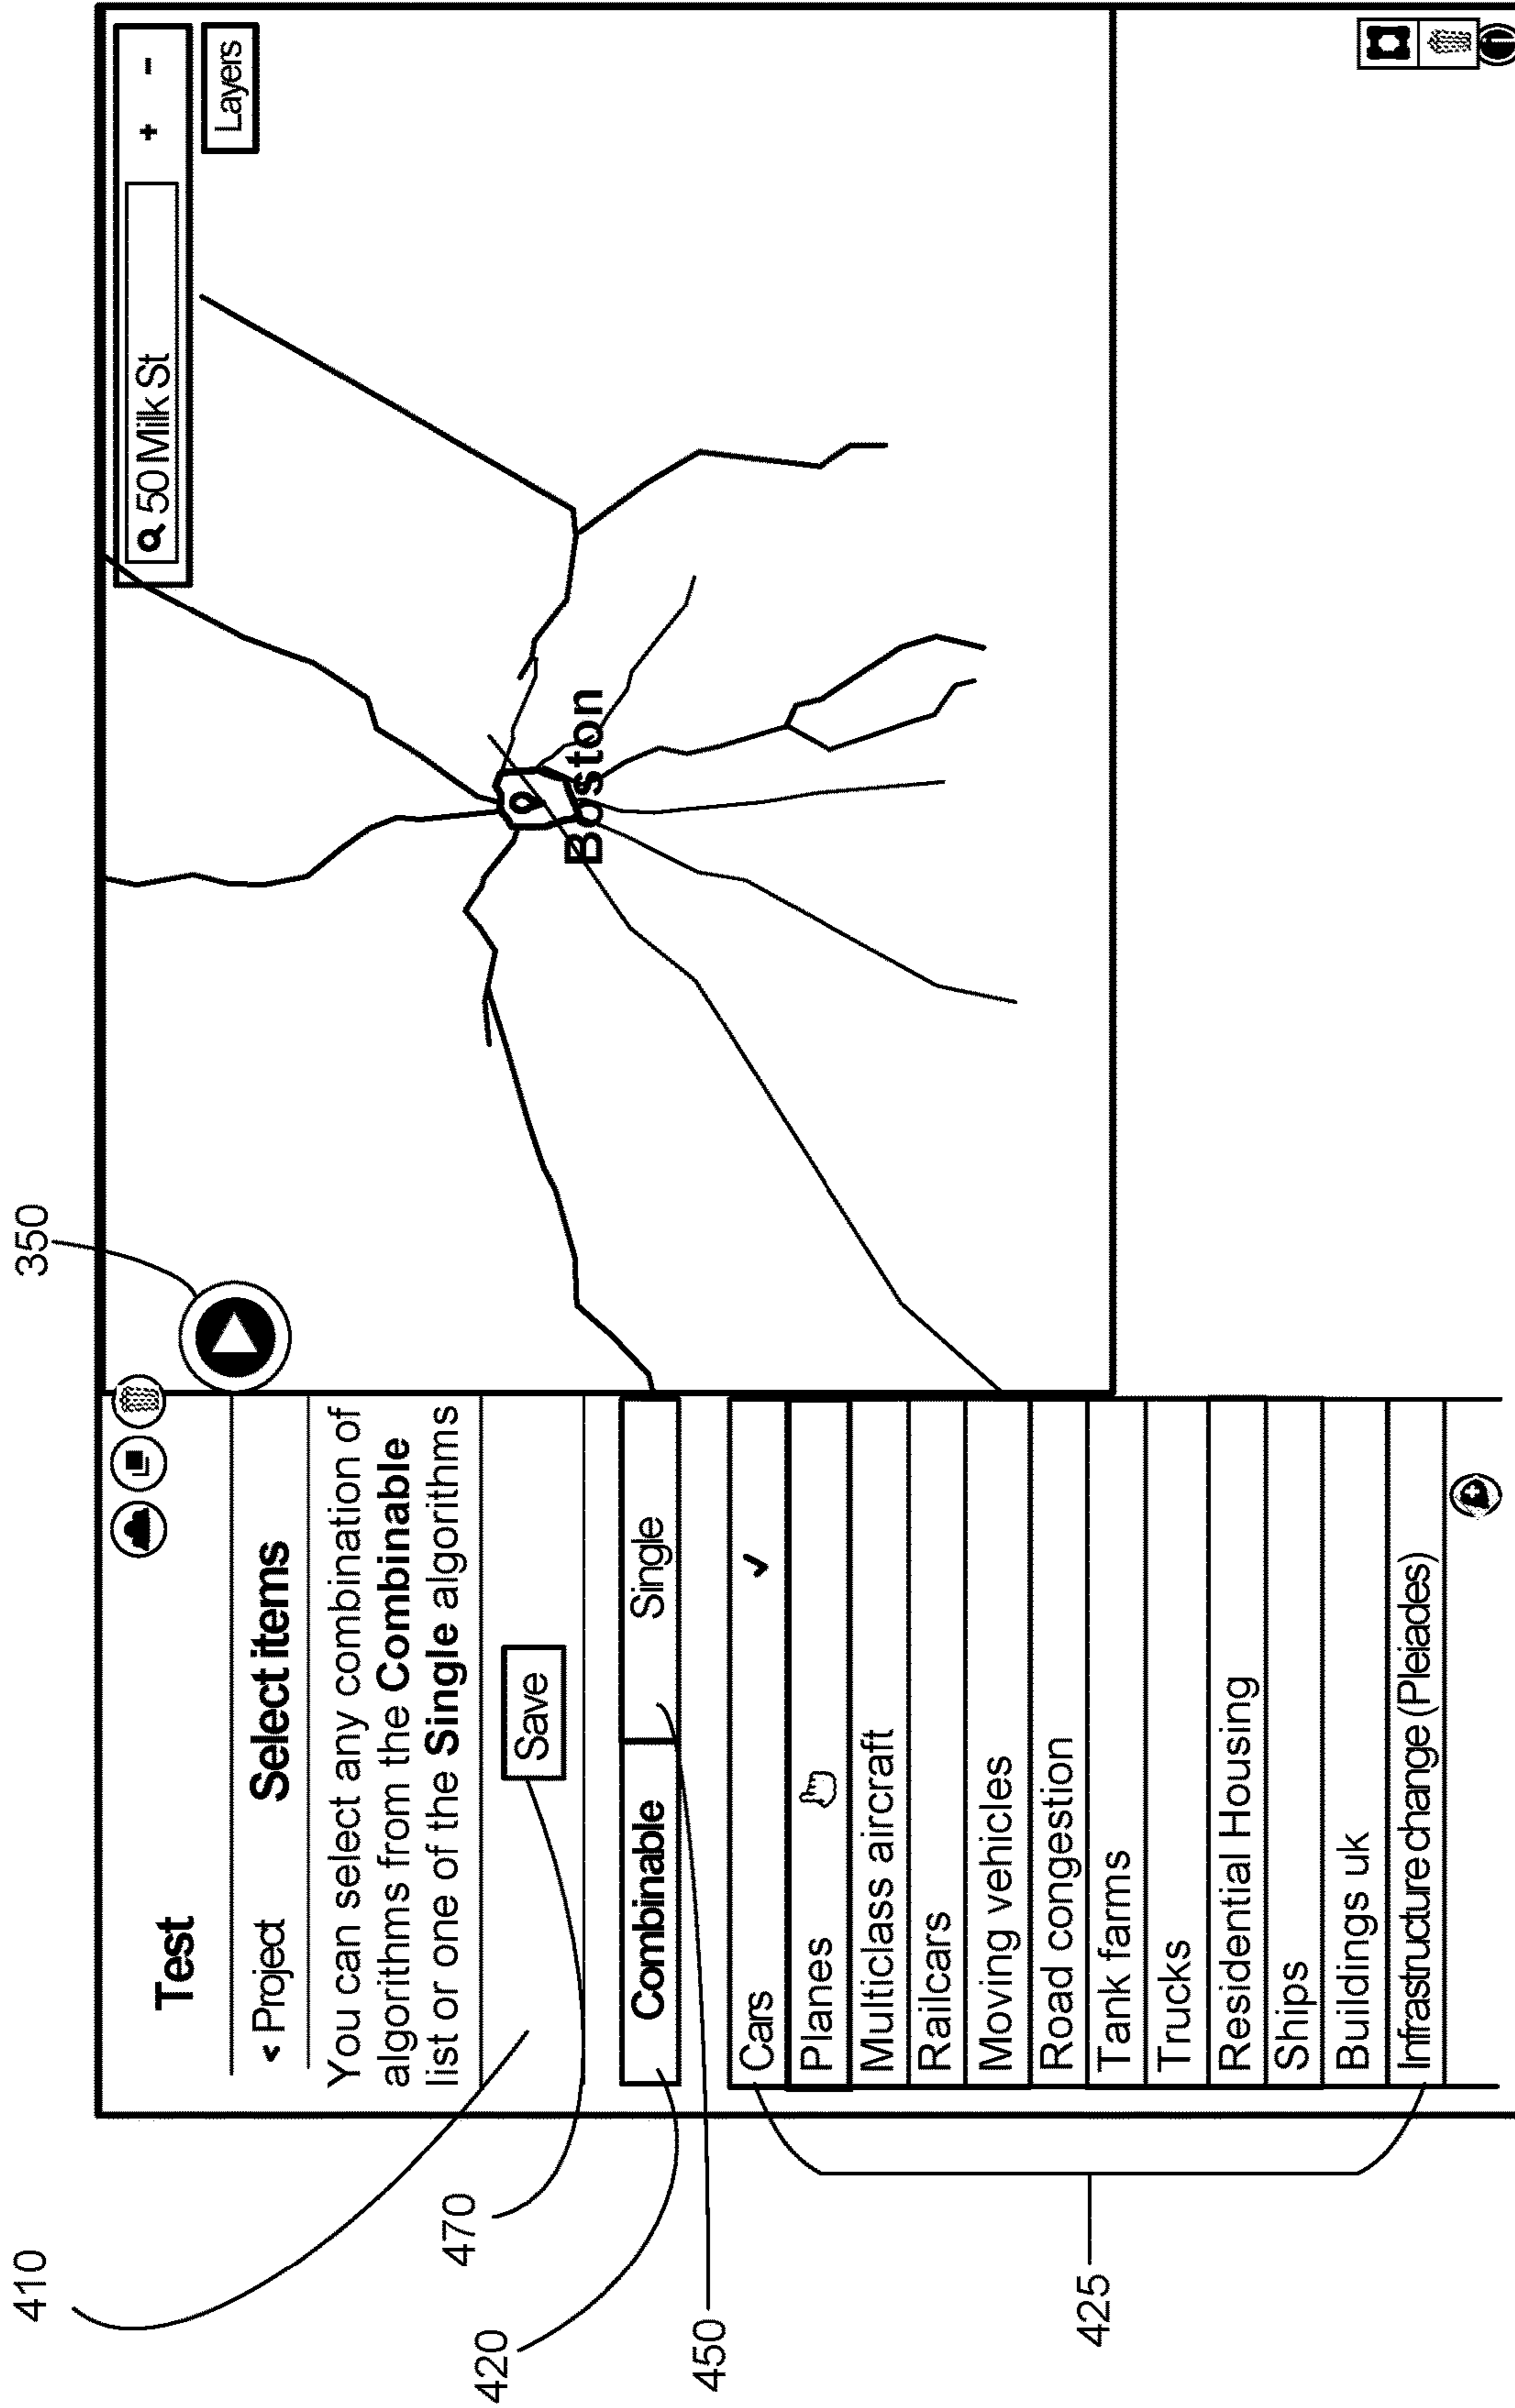 350
410
470
420
450
425
Test
< Project
Select items
You can select any combination of
algorithms from the Combinable
list or one of the Single algorithms
Save
Combinable
Single
Cars
Planes
Multiclass aircraft
Railcars
Moving vehicles
Road congestion
Tank farms
Trucks
Residential Housing
Ships
Buildings uk
Infrastructure change (Pleiades)
50 Milk St
+ -
Layers
Boston